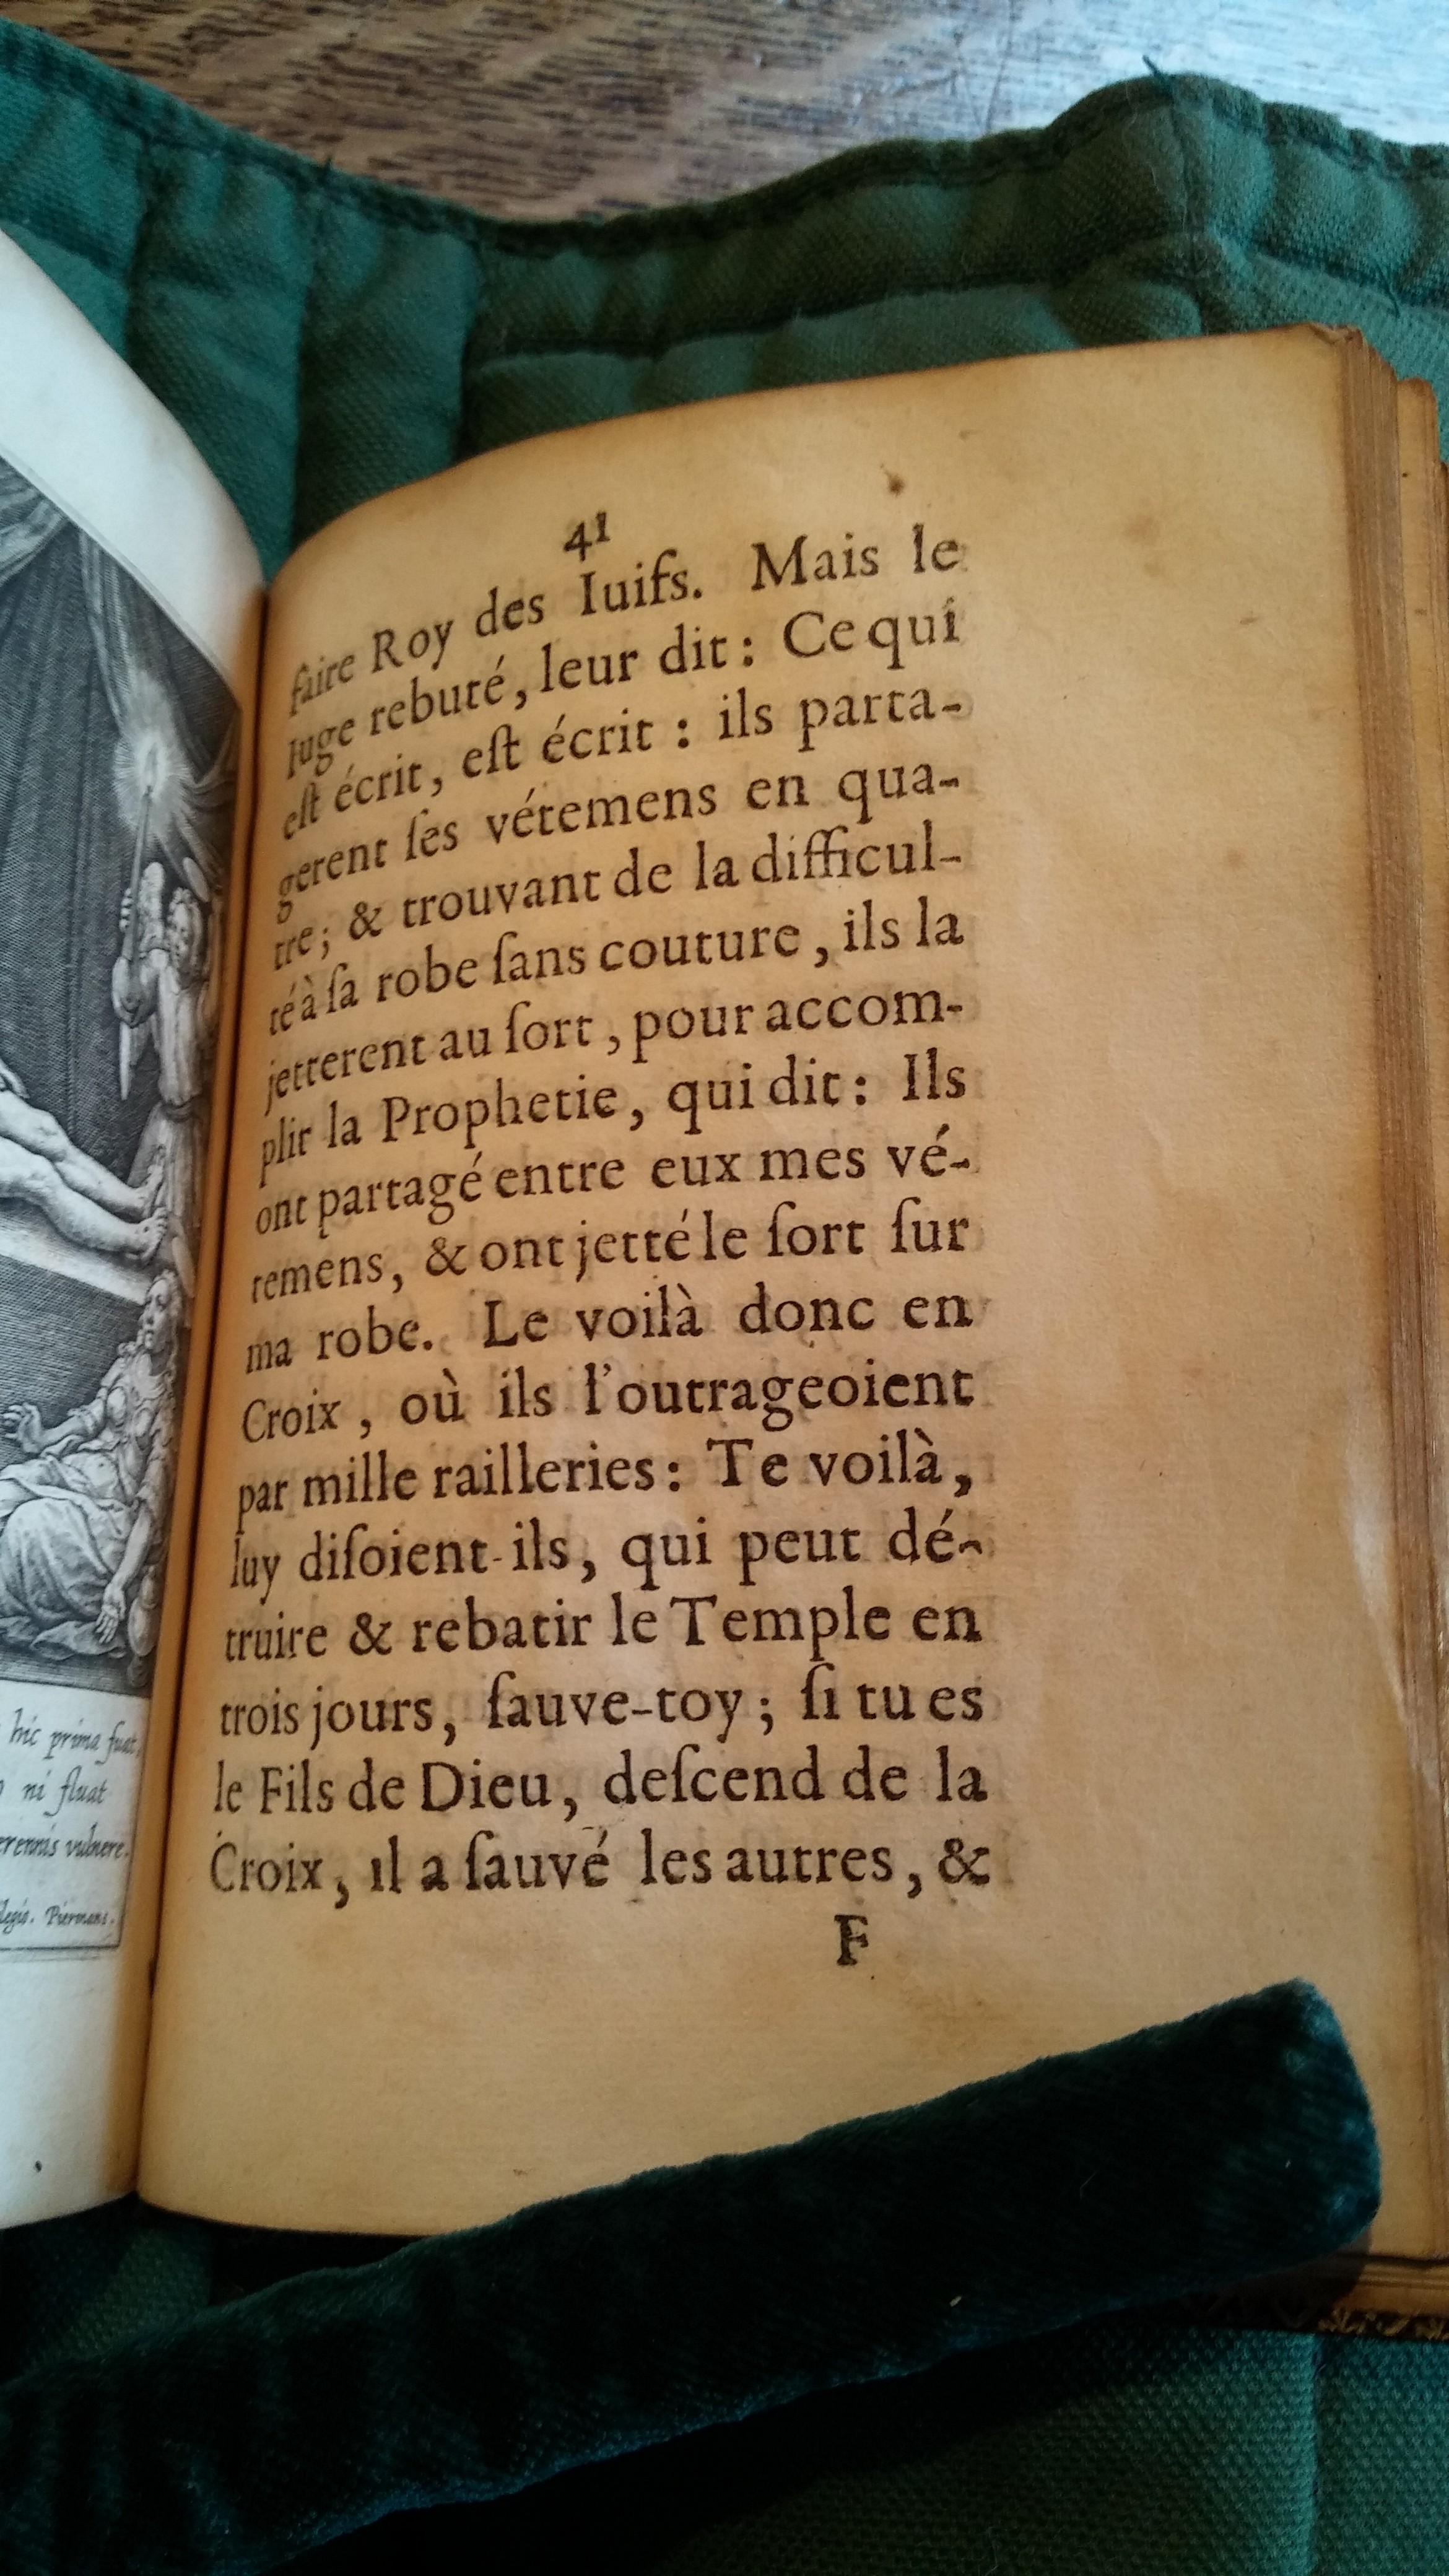 hic prima fuat,
ni fluat
vulnere.
Piermans.
41
faire Roy des Iuifs. Mais le
Iuge rebuté, leur dit : Ce qui
eſt écrit, eſt écrit : ils parta-
gerent ſes vétemens en qua-
tre ; & trouvant de la difficul-
té à ſa robe ſans couture, ils la
jetterent au ſort, pour accom-
plir la Prophetie, qui dit : Ils
ont partagé entre eux mes vé-
temens, & ont jetté le ſort ſur
ma robe. Le voilà donc en
Croix, où ils l'outrageoient
par mille railleries : Te voilà,
luy diſoient-ils, qui peut dé-
truire & rebatir le Temple en
trois jours, ſauve-toy ; ſi tu es
le Fils de Dieu, deſcend de la
Croix, il a ſauvé les autres, &
F